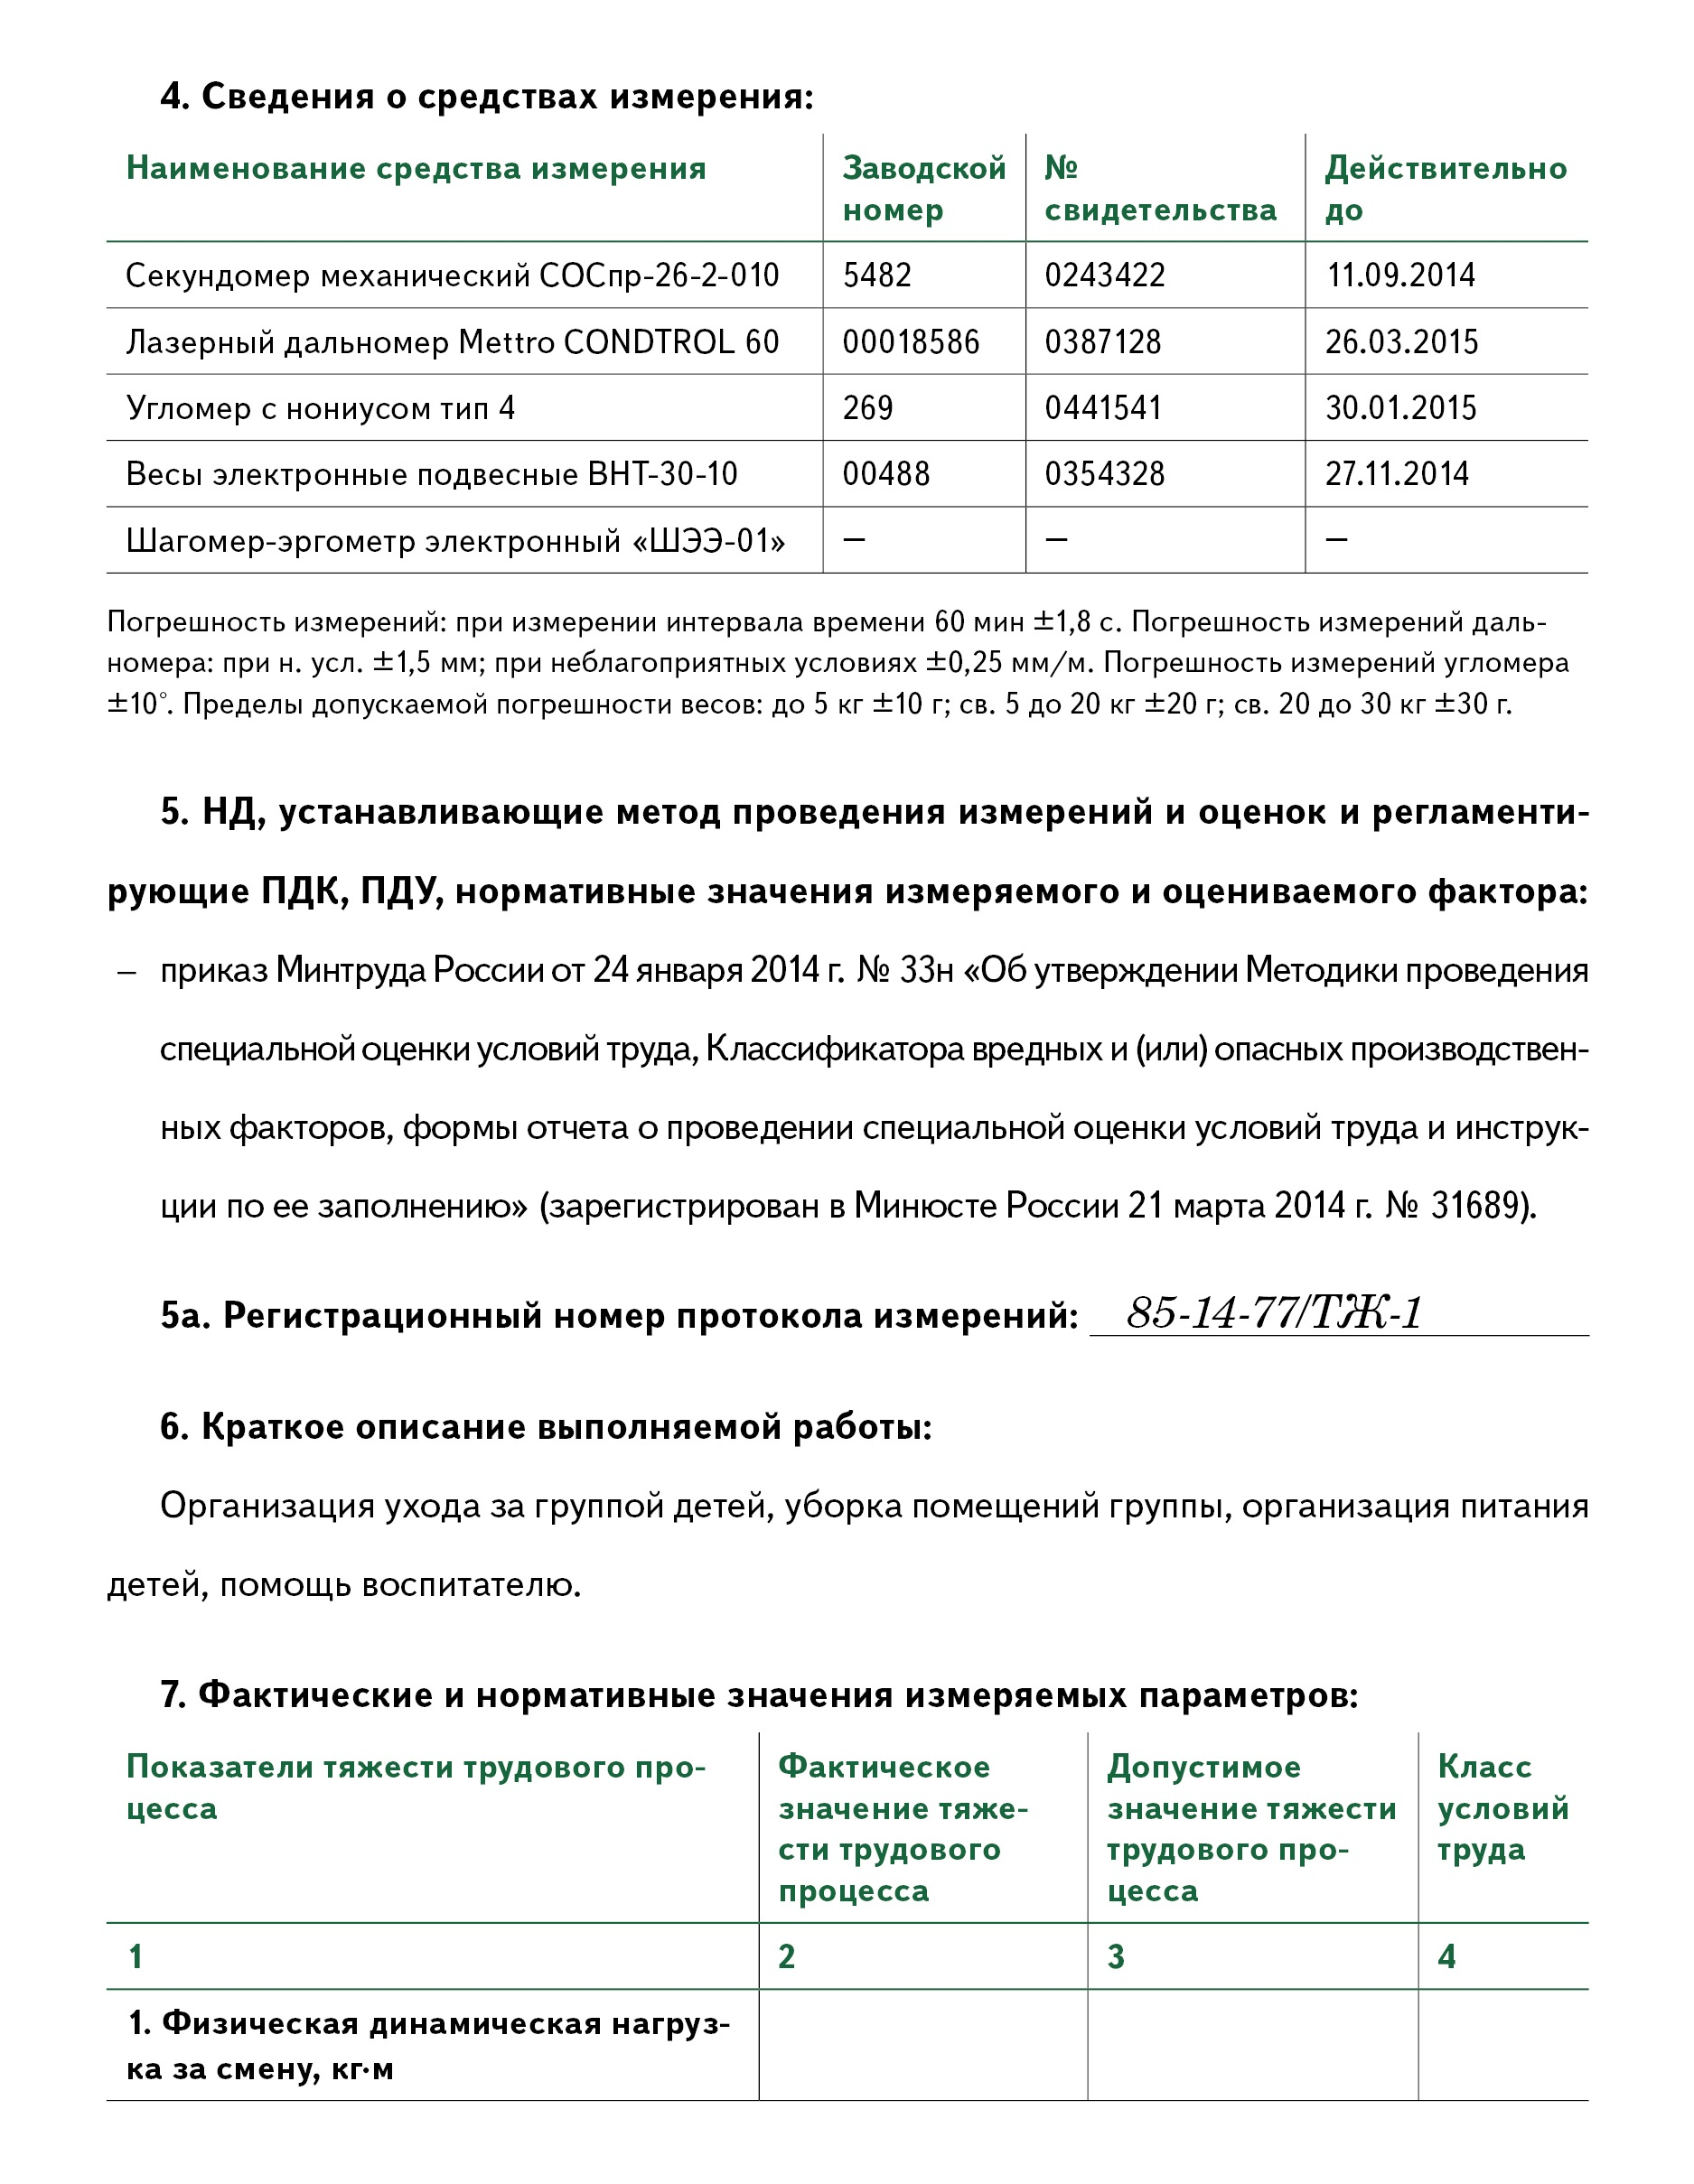 4. Сведения о средствах измерения:
Наименование средства измерения Заводской номер № свидетельства Действительно до
Секундомер механический СОСпр-26-2-010 5482 0243422 11.09.2014
Лазерный дальномер Mettro CONDTROL 60 00018586 0387128 26.03.2015
Угломер с нониусом тип 4 269 0441541 30.01.2015
Весы электронные подвесные ВНТ-30-10 00488 0354328 27.11.2014
Шагомер-эргометр электронный «ШЭЭ-01» — — —
Погрешность измерений: при измерении интервала времени 60 мин ±1,8 с. Погрешность измерений даль-
номера: при н. усл. ±1,5 мм; при неблагоприятных условиях ±0,25 мм/м. Погрешность измерений угломера
±10°. Пределы допускаемой погрешности весов: до 5 кг ±10 г; св. 5 до 20 кг ±20 г; св. 20 до 30 кг ±30 г.
5. НД, устанавливающие метод проведения измерений и оценок и регламенти-
рующие ПДК, ПДУ, нормативные значения измеряемого и оцениваемого фактора:
– приказ Минтруда России от 24 января 2014 г. № 33н «Об утверждении Методики проведения
специальной оценки условий труда, Классификатора вредных и (или) опасных производствен-
ных факторов, формы отчета о проведении специальной оценки условий труда и инструк-
ции по ее заполнению» (зарегистрирован в Минюсте России 21 марта 2014 г. № 31689).
5а. Регистрационный номер протокола измерений: 85-14-77/ТЖ-1
6. Краткое описание выполняемой работы:
Организация ухода за группой детей, уборка помещений группы, организация питания
детей, помощь воспитателю.
7. Фактические и нормативные значения измеряемых параметров:
Показатели тяжести трудового про-
цесса
Фактическое
значение тяже-
сти трудового
процесса
Допустимое
значение тяжести
трудового про-
цесса
Класс
условий
труда
1 2 3 4
1. Физическая динамическая нагруз-
ка за смену, кг·м